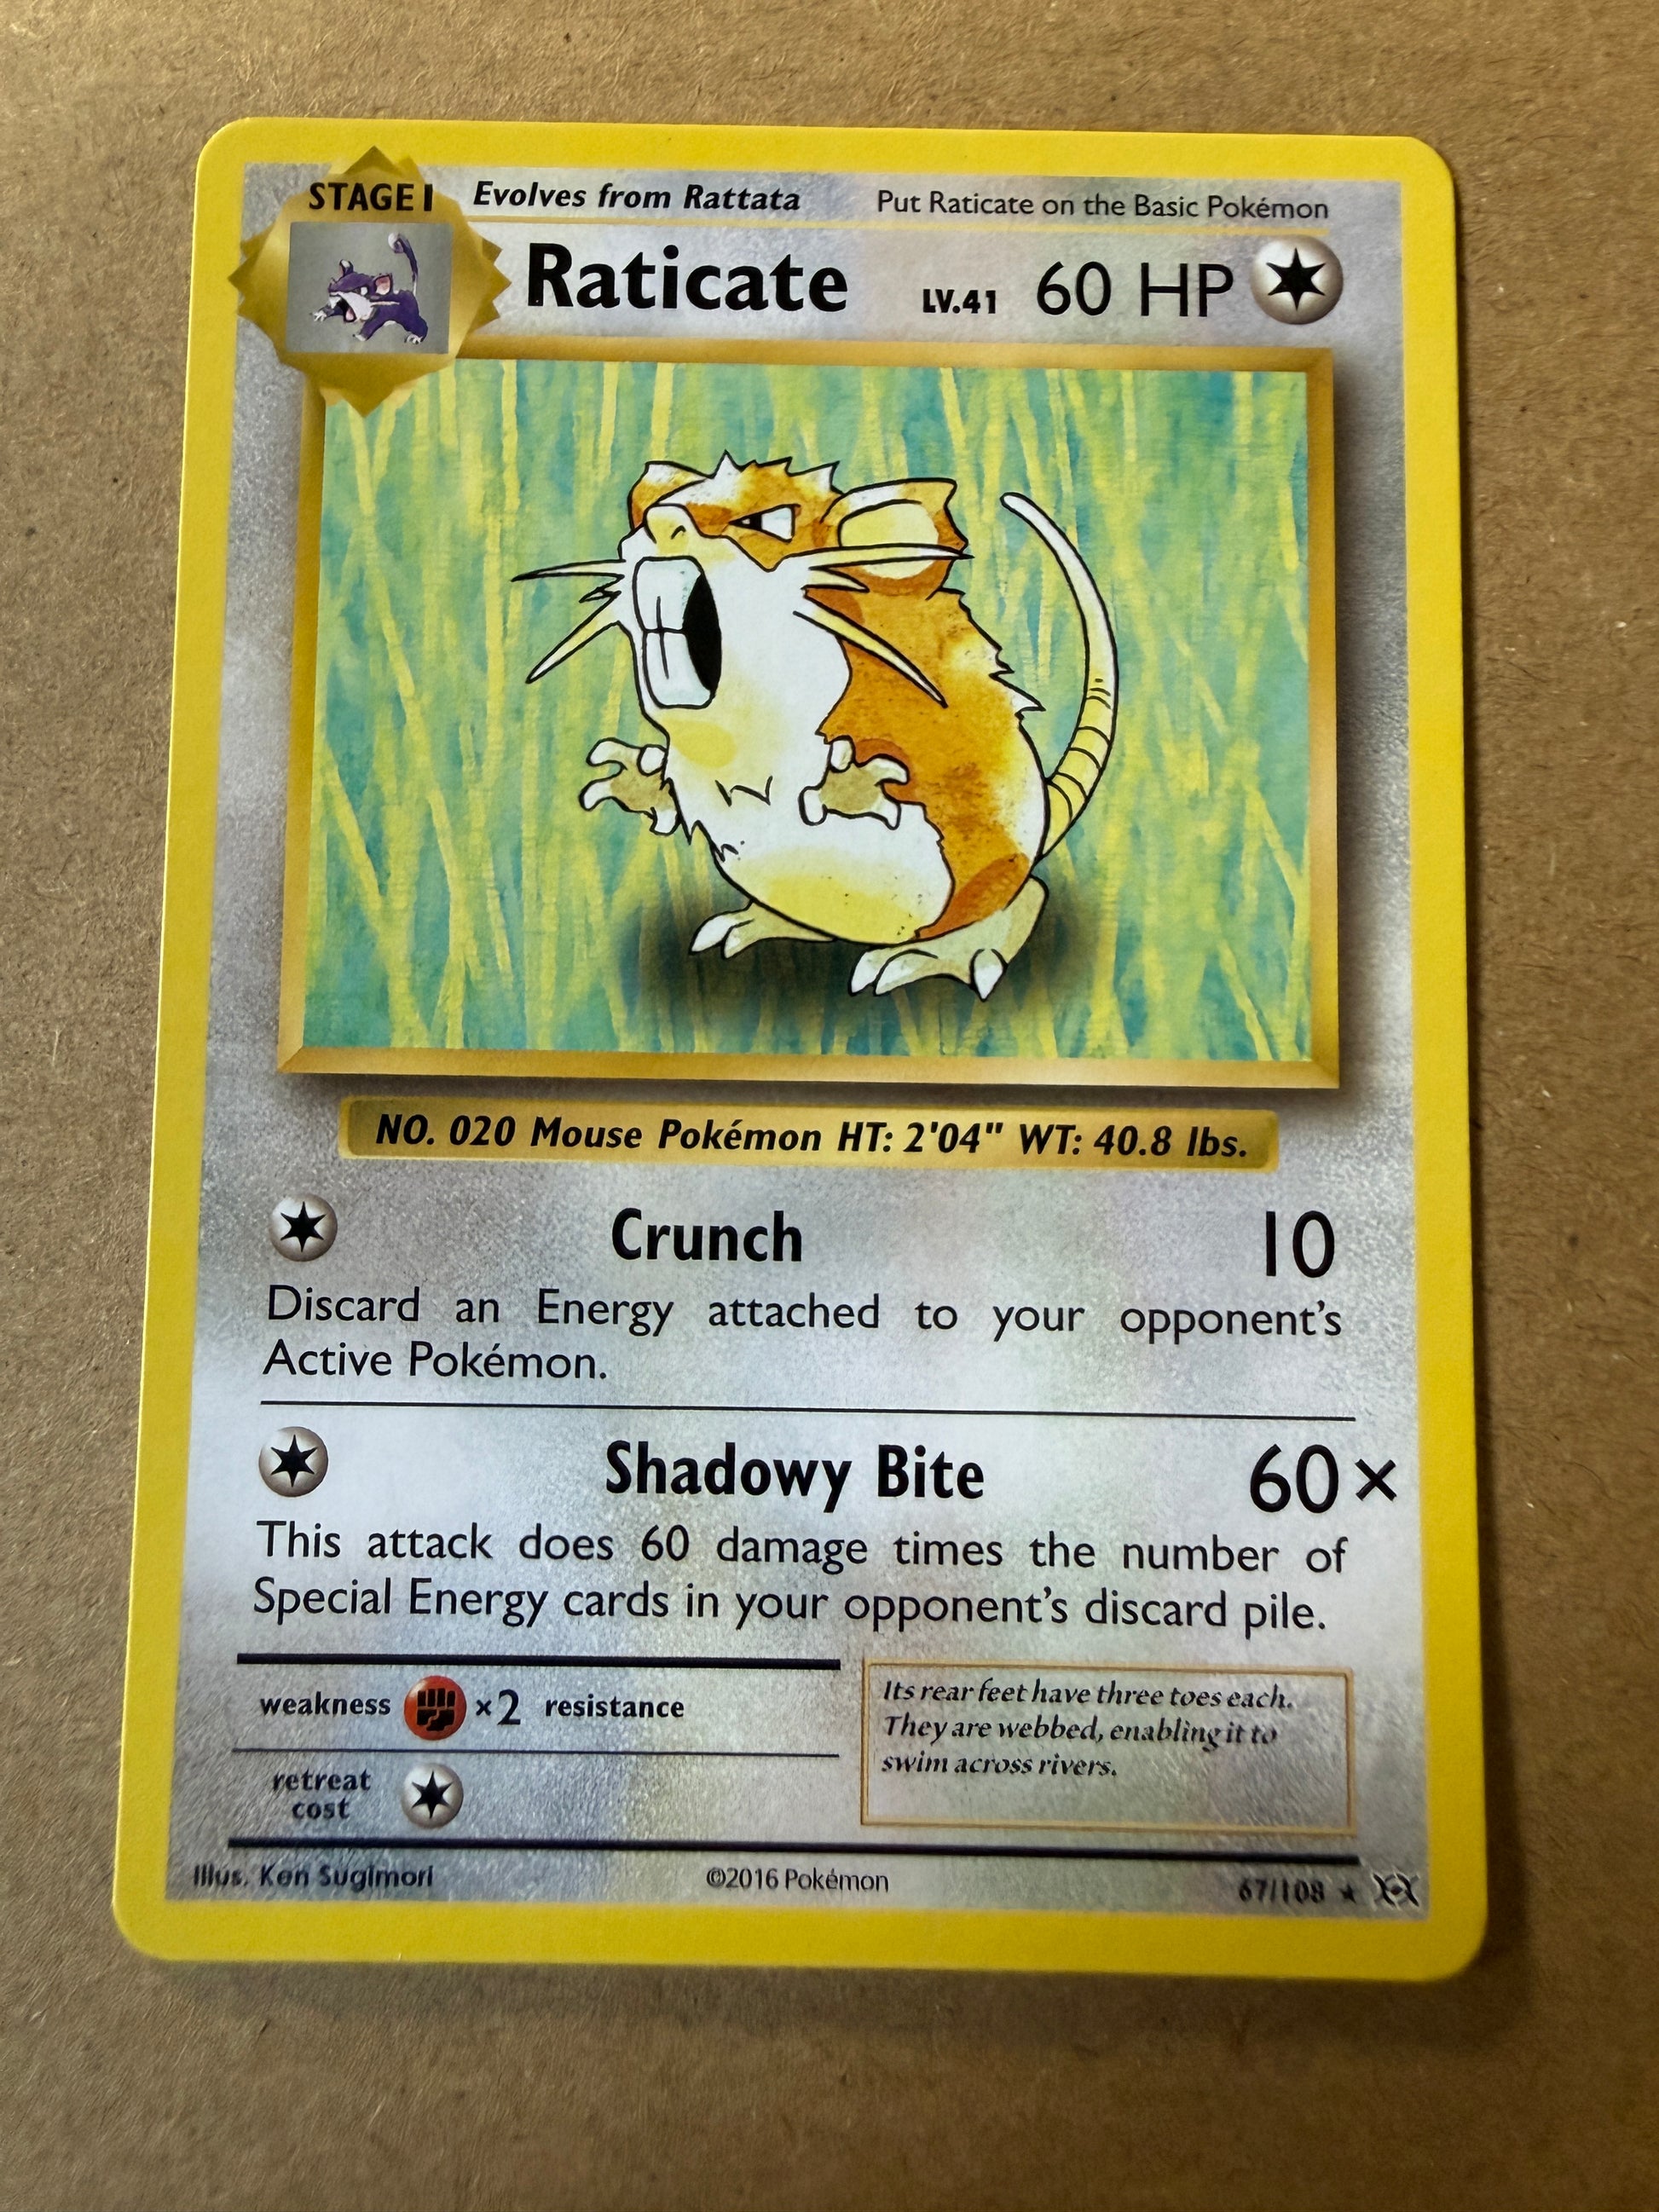 STAGE 1 Evolves from Rattata Put Raticate on the Basic Pokémon
Raticate LV.41 60 HP
NO. 020 Mouse Pokémon HT: 2'04" WT: 40.8 lbs.
Crunch 10
Discard an Energy attached to your opponent's
Active Pokémon.
Shadowy Bite 60×
This attack does 60 damage times the number of
Special Energy cards in your opponent's discard pile.
weakness ×2 resistance
retreat
cost
Its rear feet have three toes each.
They are webbed, enabling it to
swim across rivers.
Illus. Ken Sugimori ©2016 Pokémon 67/108 ★